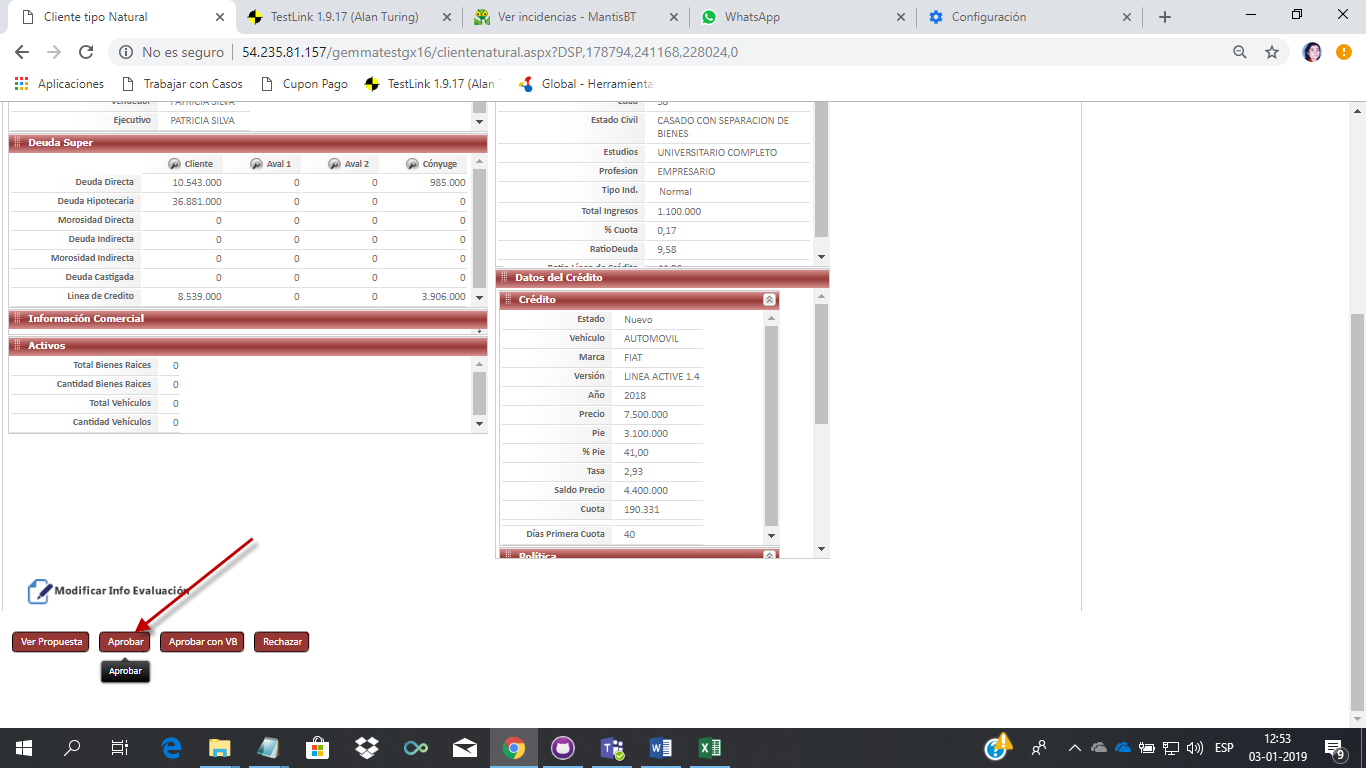 Cliente tipo Natural
TestLink 1.9.17 (Alan Turing)
Ver incidencias - MantisBT
WhatsApp
Configuración
No es seguro
54.235.81.157/gemmatestgx16/clientenatural.aspx?DSP,178794,241168,228024,0
Aplicaciones
Trabajar con Casos
Cupon Pago
TestLink 1.9.17 (Alan
Global - Herramienta
Vendedor PATRICIA SILVA
Ejecutivo PATRICIA SILVA
Deuda Super
Cliente Aval 1 Aval 2 Cónyuge
Deuda Directa 10.543.000 0 0 985.000
Deuda Hipotecaria 36.881.000 0 0 0
Morosidad Directa 0 0 0 0
Deuda Indirecta 0 0 0 0
Morosidad Indirecta 0 0 0 0
Deuda Castigada 0 0 0 0
Linea de Credito 8.539.000 0 0 3.906.000
Información Comercial
Activos
Total Bienes Raices 0
Cantidad Bienes Raices 0
Total Vehículos 0
Cantidad Vehículos 0
Estado Civil CASADO CON SEPARACION DE
BIENES
Estudios UNIVERSITARIO COMPLETO
Profesion EMPRESARIO
Tipo Ind. Normal
Total Ingresos 1.100.000
% Cuota 0,17
RatioDeuda 9,58
Datos del Crédito
Crédito
Estado Nuevo
Vehículo AUTOMOVIL
Marca FIAT
Versión LINEA ACTIVE 1.4
Año 2018
Precio 7.500.000
Pie 3.100.000
% Pie 41,00
Tasa 2,93
Saldo Precio 4.400.000
Cuota 190.331
Días Primera Cuota 40
Política
Modificar Info Evaluación
Ver Propuesta
Aprobar
Aprobar con VB
Rechazar
Aprobar
ESP
12:53
03-01-2019
9